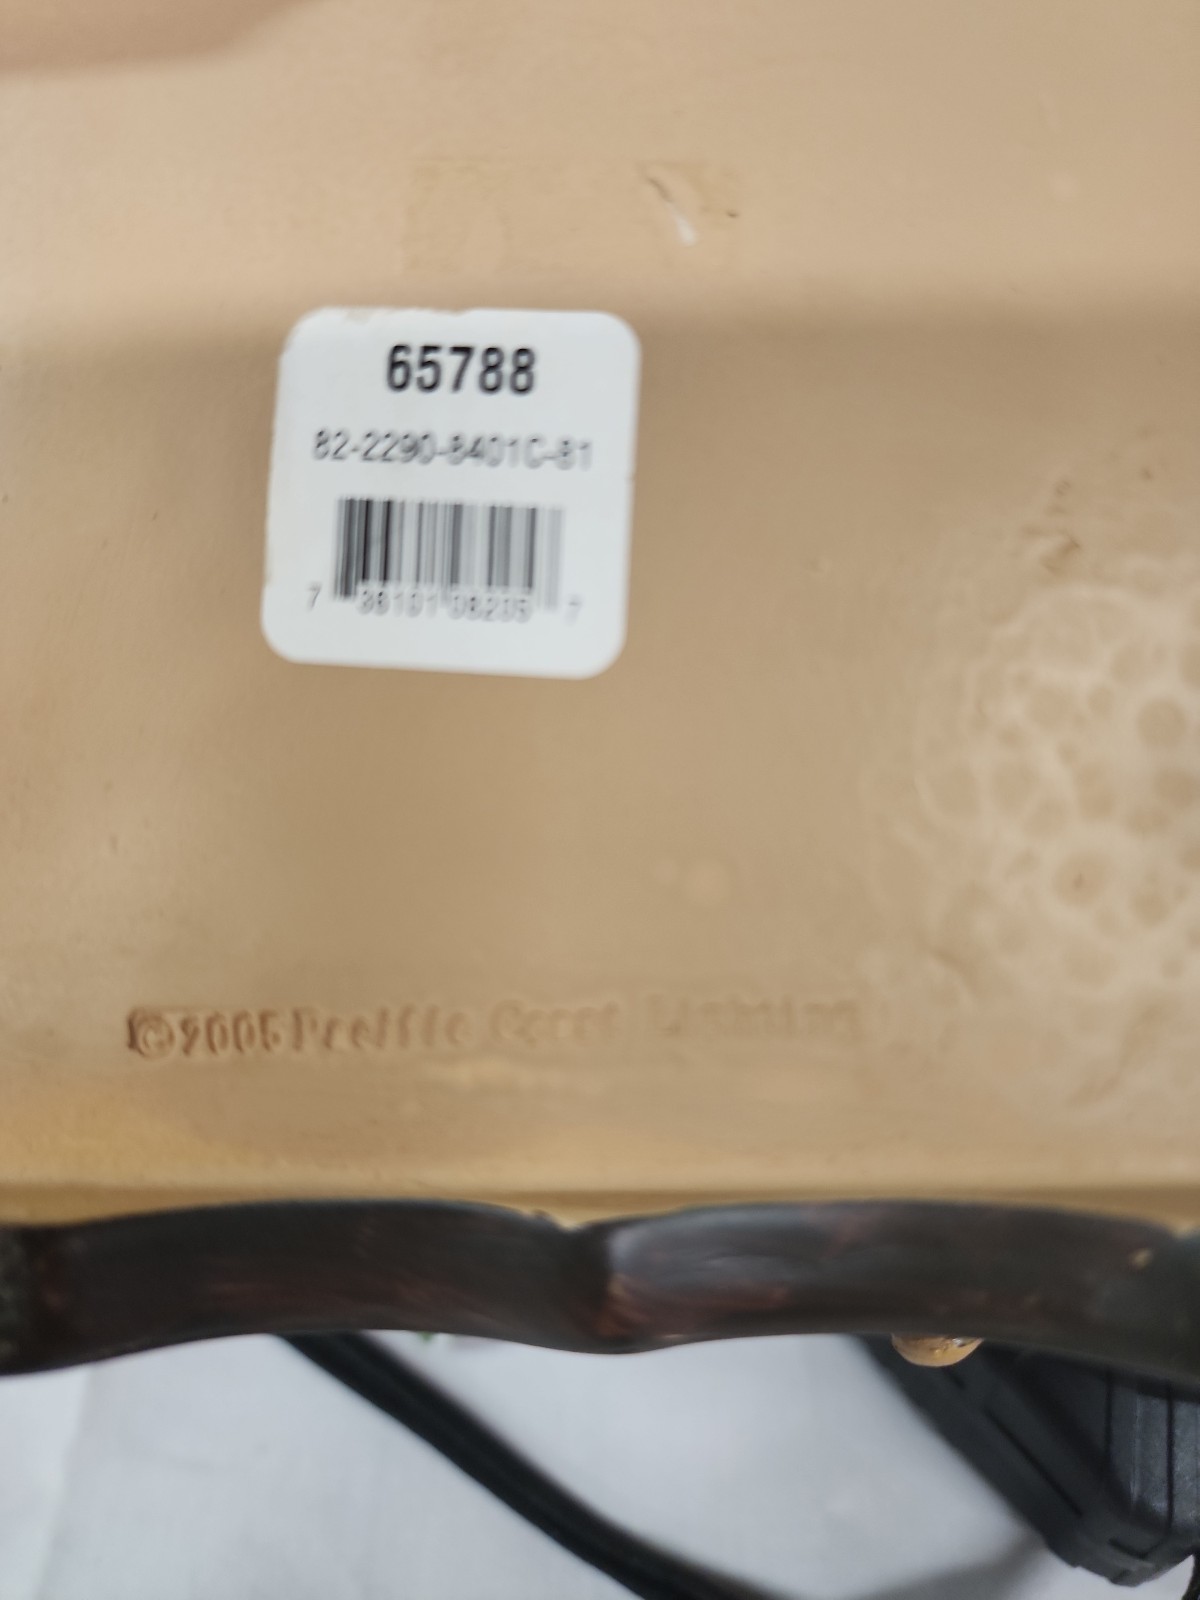 65788
82-2290-8401C-81
©2005 Pacific Coast Lighting